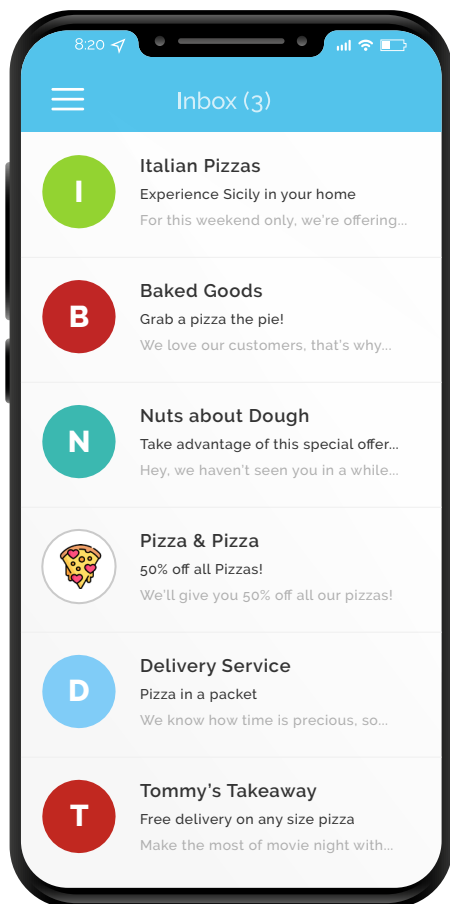 8:20
Inbox (3)
I
Italian Pizzas
Experience Sicily in your home
For this weekend only, we're offering...
B
Baked Goods
Grab a pizza the pie!
We love our customers, that's why...
N
Nuts about Dough
Take advantage of this special offer...
Hey, we haven't seen you in a while...
Pizza & Pizza
50% off all Pizzas!
We'll give you 50% off all our pizzas!
D
Delivery Service
Pizza in a packet
We know how time is precious, so...
T
Tommy's Takeaway
Free delivery on any size pizza
Make the most of movie night with...